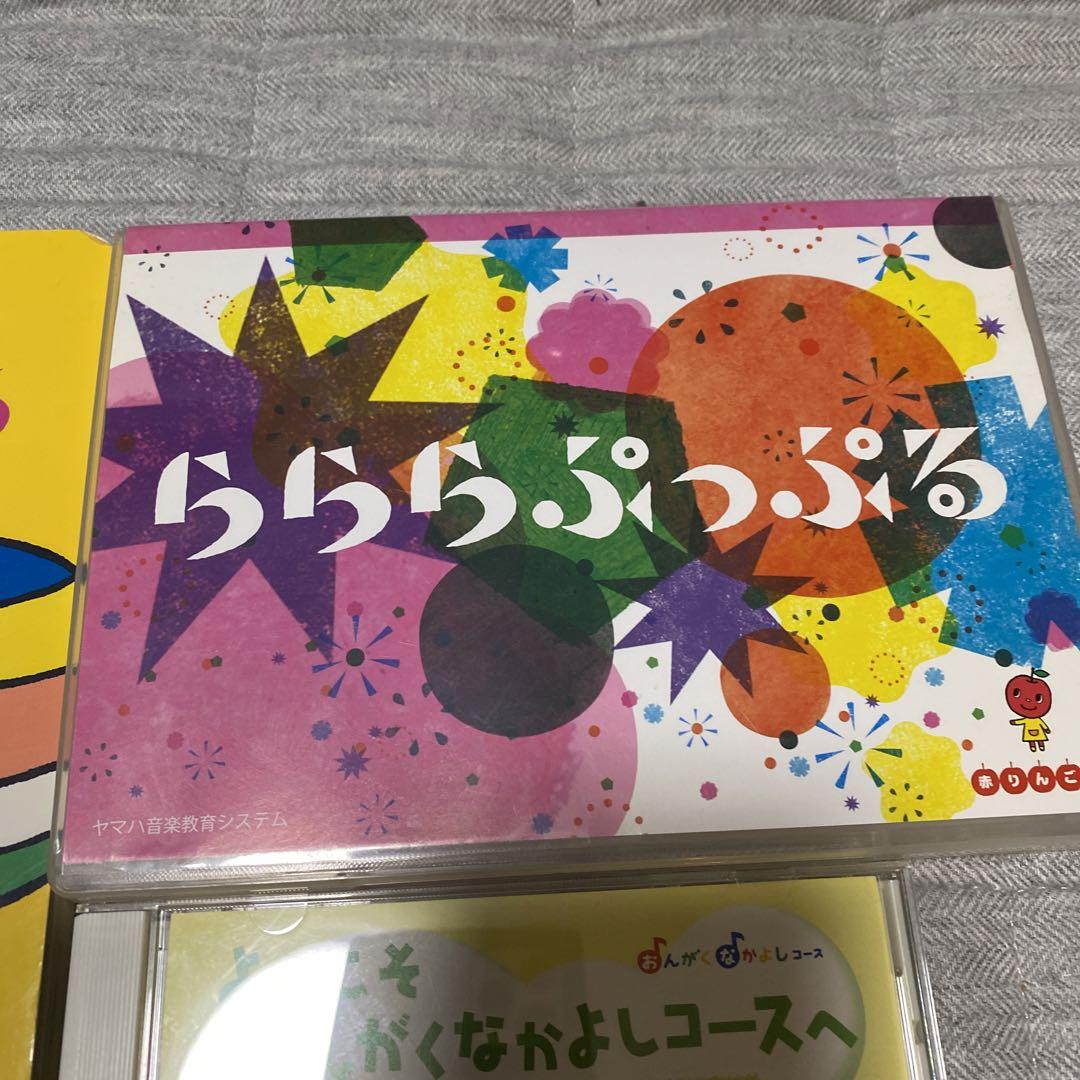 らららぷっぷる
赤りんご
ヤマハ音楽教育システム
おんがくなかよしコース
がくなかよしコースへ